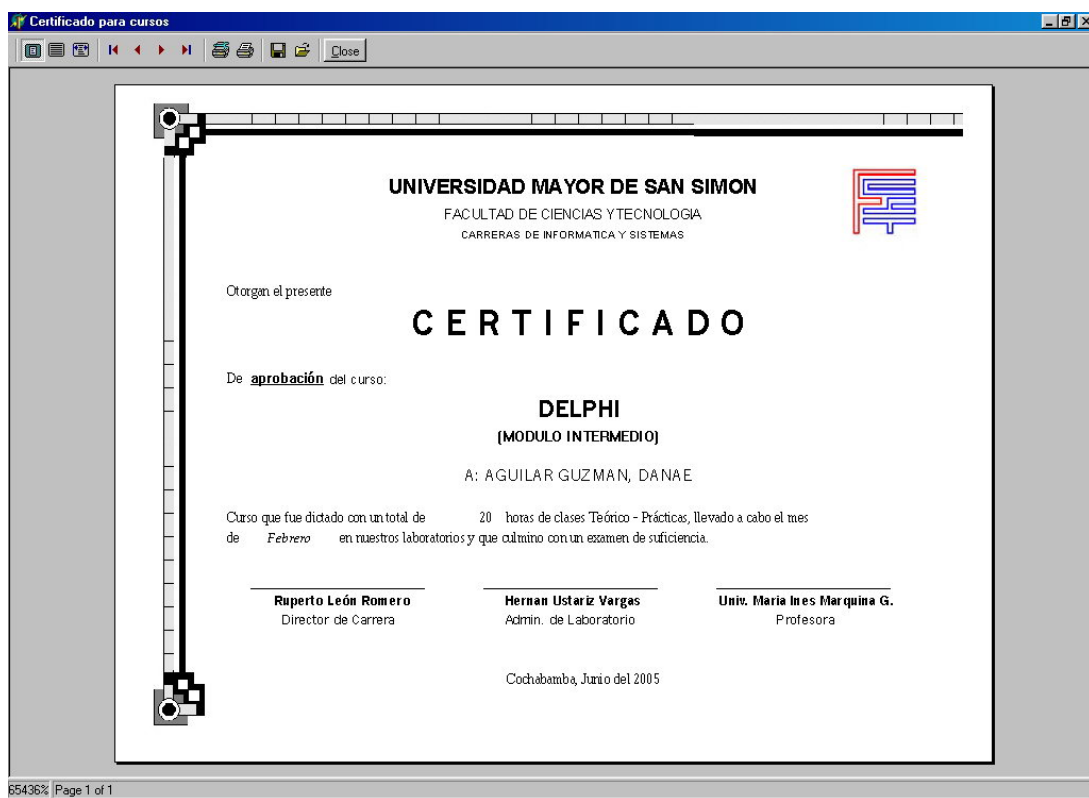 Certificado para cursos
Close
UNIVERSIDAD MAYOR DE SAN SIMON
FACULTAD DE CIENCIAS YTECNOLOGIA
CARRERAS DE INFORMATICA Y SISTEMAS
Otorgan el presente
CERTIFICADO
De aprobación del curso:
DELPHI
(MODULO INTERMEDIO)
A: AGUILAR GUZMAN, DANAE
Curso que fue dictado con un total de 20 horas de clases Teórico - Prácticas, llevado a cabo el mes
de Febrero en nuestros laboratorios y que culmino con un examen de suficiencia.
Ruperto León Romero Hernan Ustariz Vargas Univ. Maria Ines Marquina G.
Director de Carrera Admin. de Laboratorio Profesora
Cochabamba, Junio del 2005
65436% Page 1 of 1